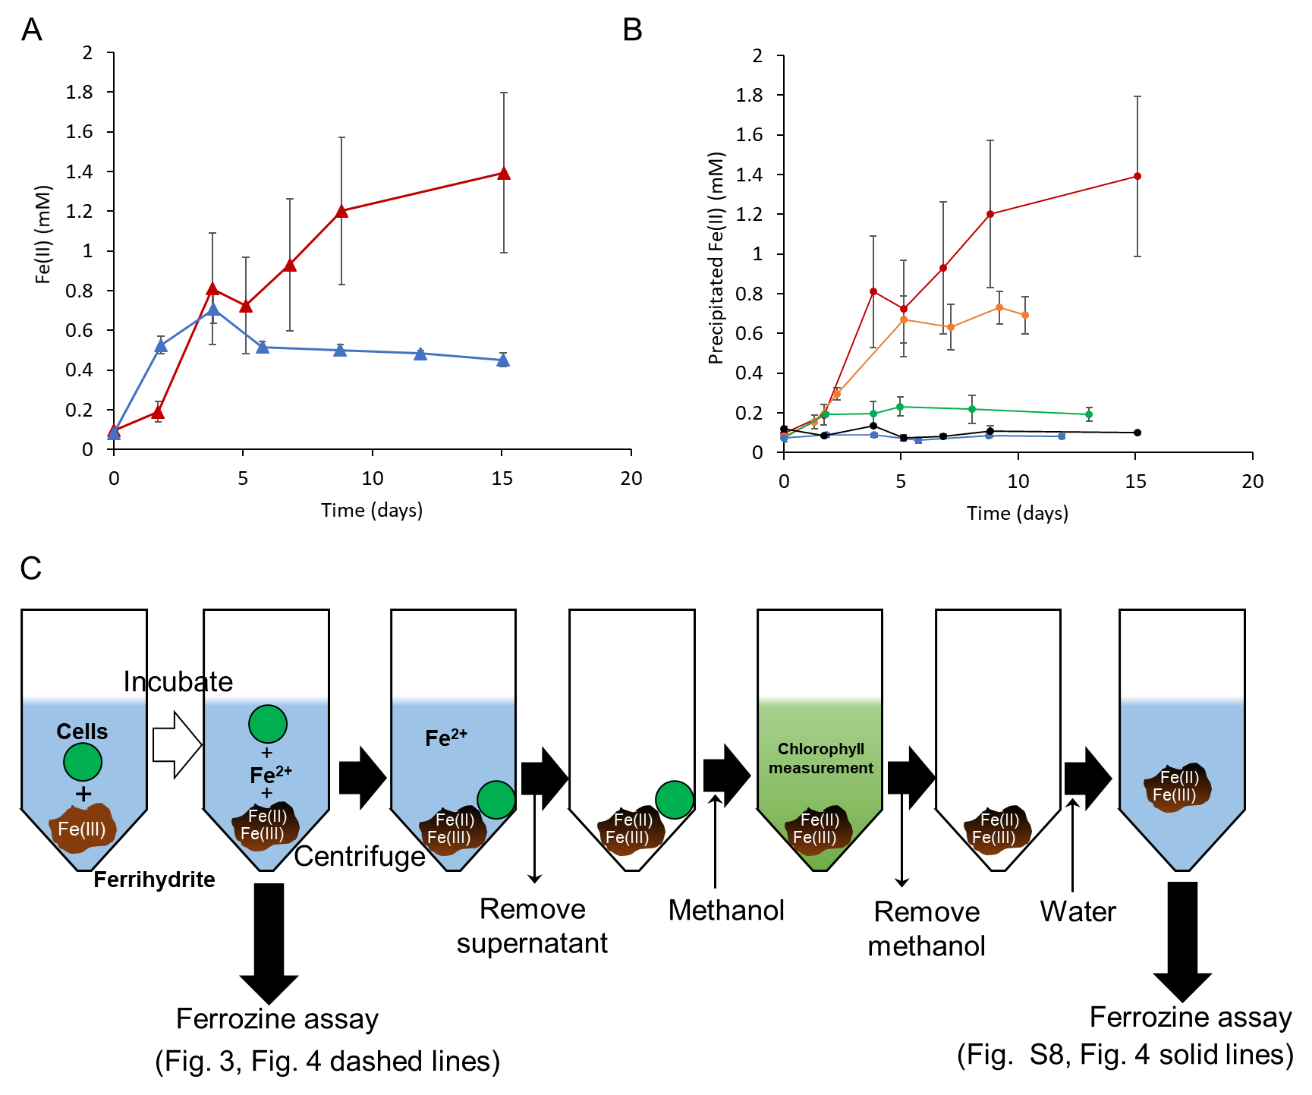 A
2
1.8
1.6
1.4
1.2
1
0.8
0.6
0.4
0.2
0
Fe(II) (mM)
0
5
10
15
20
Time (days)
B
2
1.8
1.6
1.4
1.2
1
0.8
0.6
0.4
0.2
0
Precipitated Fe(II) (mM)
0
5
10
15
20
Time (days)
C
Incubate
Cells
+
Fe(III)
Ferrihydrite
+
Fe²⁺
+
Fe(II)
Fe(III)
Centrifuge
Fe²⁺
Fe(II)
Fe(III)
Remove
supernatant
Fe(II)
Fe(III)
Methanol
Chlorophyll
measurement
Fe(II)
Fe(III)
Remove
methanol
Fe(II)
Fe(III)
Water
Fe(II)
Fe(III)
Ferrozine assay
(Fig. 3, Fig. 4 dashed lines)
Ferrozine assay
(Fig. S8, Fig. 4 solid lines)